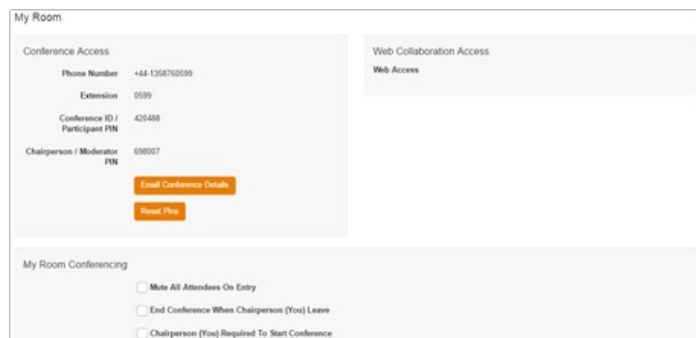 My Room
Conference Access
Phone Number +44-1358760599
Extension 0599
Conference ID /
Participant PIN 420488
Chairperson / Moderator
PIN 698007
Email Conference Details
Reset Pins
Web Collaboration Access
Web Access
My Room Conferencing
Mute All Attendees On Entry
End Conference When Chairperson (You) Leave
Chairperson (You) Required To Start Conference